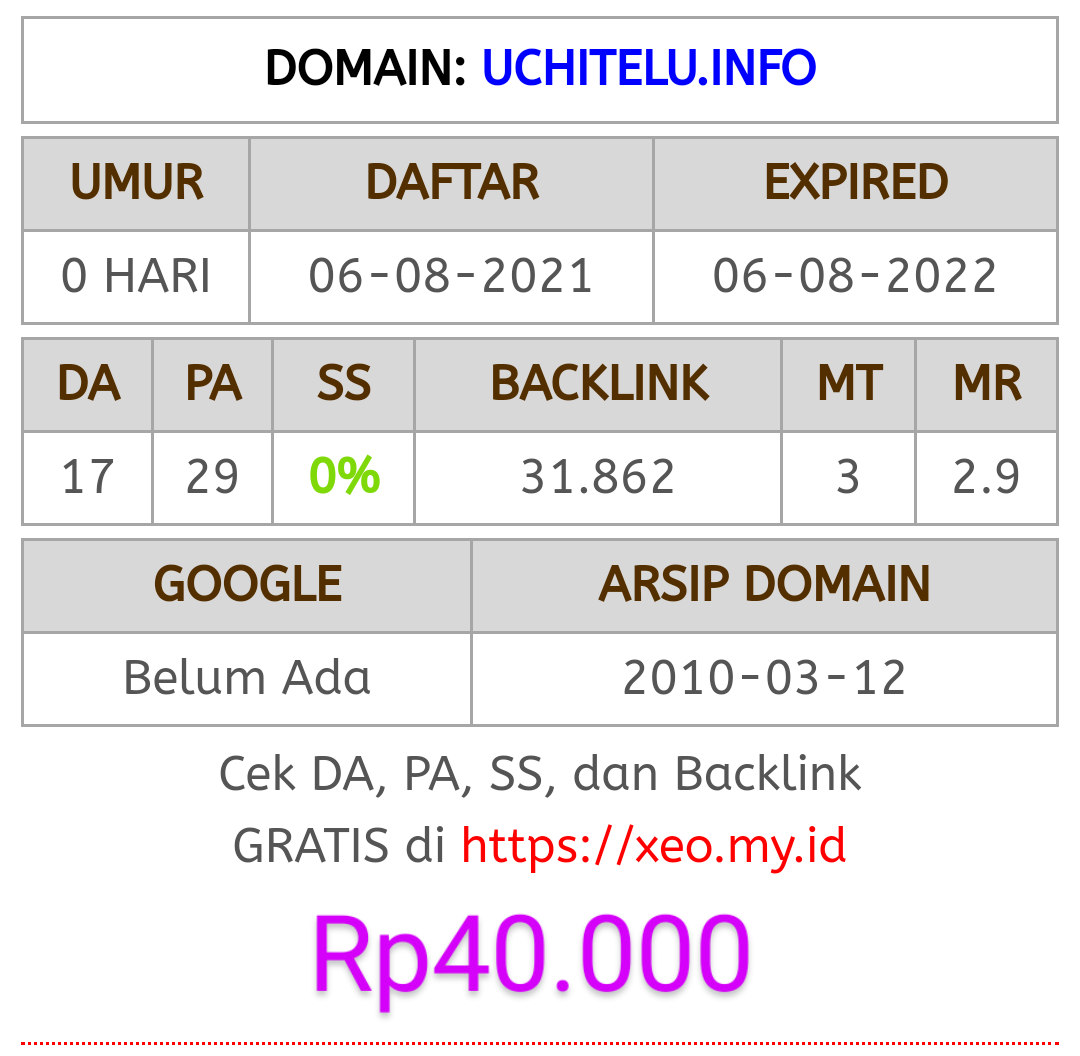 DOMAIN: UCHITELU.INFO
UMUR DAFTAR EXPIRED
0 HARI 06-08-2021 06-08-2022
DA PA SS BACKLINK MT MR
17 29 0% 31.862 3 2.9
GOOGLE ARSIP DOMAIN
Belum Ada 2010-03-12
Cek DA, PA, SS, dan Backlink
GRATIS di https://xeo.my.id
Rp40.000